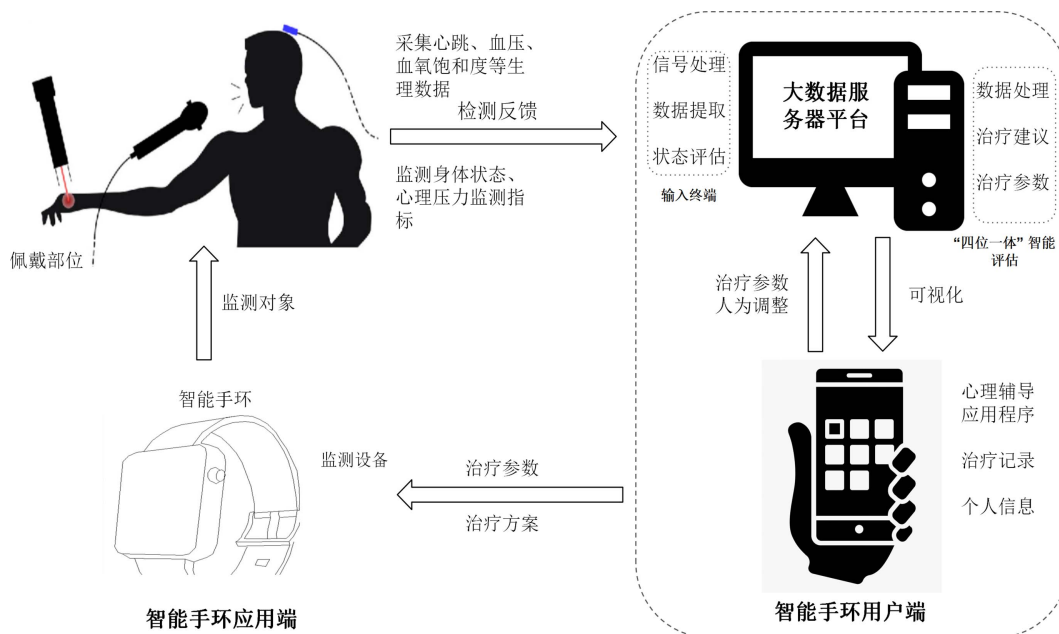 采集心跳、血压、
血氧饱和度等生
理数据
检测反馈
监测身体状态、
心理压力监测指
标
佩戴部位
监测对象
信号处理
数据提取
状态评估
输入终端
大数据服
务器平台
数据处理
治疗建议
治疗参数
“四位一体”智能
评估
治疗参数
人为调整
可视化
智能手环
监测设备
治疗参数
治疗方案
心理辅导
应用程序
治疗记录
个人信息
智能手环应用端
智能手环用户端